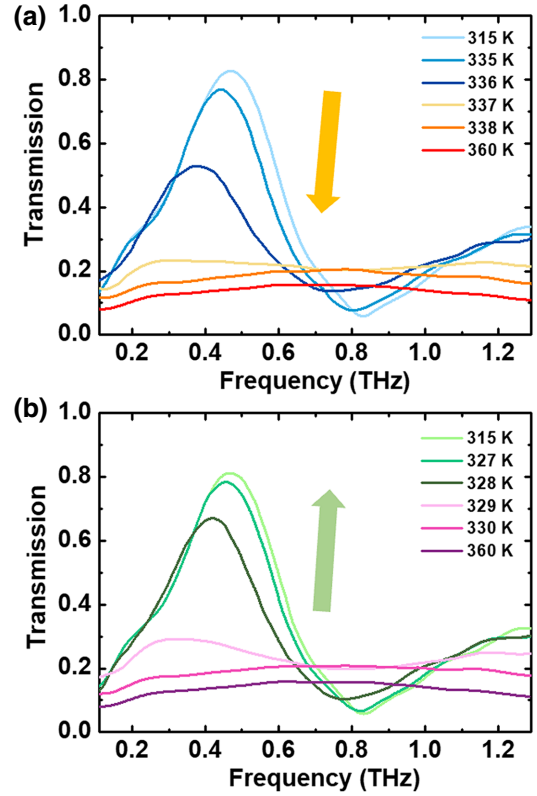 (a)
1.0
0.8
0.6
0.4
0.2
0.0
Transmission
315 K
335 K
336 K
337 K
338 K
360 K
0.2 0.4 0.6 0.8 1.0 1.2
Frequency (THz)
(b)
1.0
0.8
0.6
0.4
0.2
0.0
Transmission
315 K
327 K
328 K
329 K
330 K
360 K
0.2 0.4 0.6 0.8 1.0 1.2
Frequency (THz)